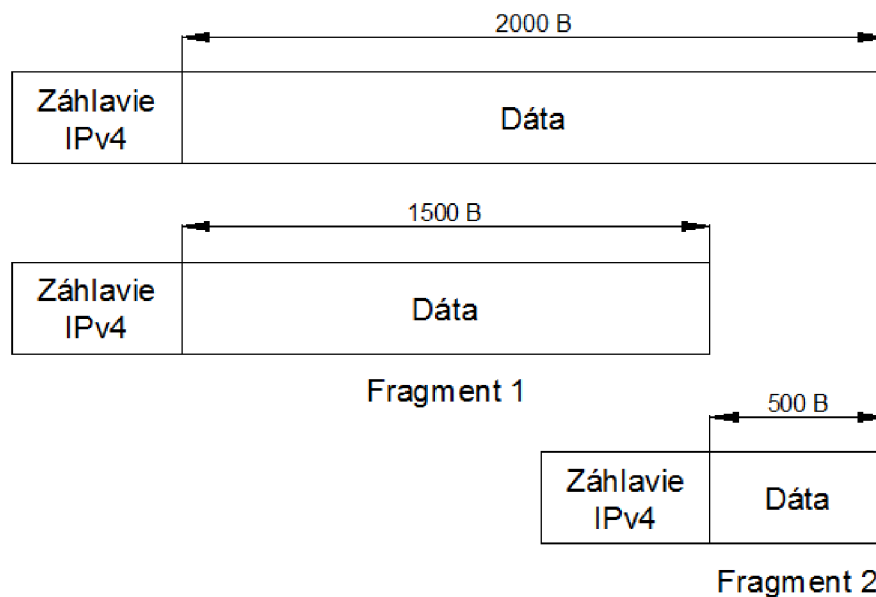 2000 B
Záhlavie
IPv4
Dáta
1500 B
Záhlavie
IPv4
Dáta
Fragment 1
500 B
Záhlavie
IPv4
Dáta
Fragment 2